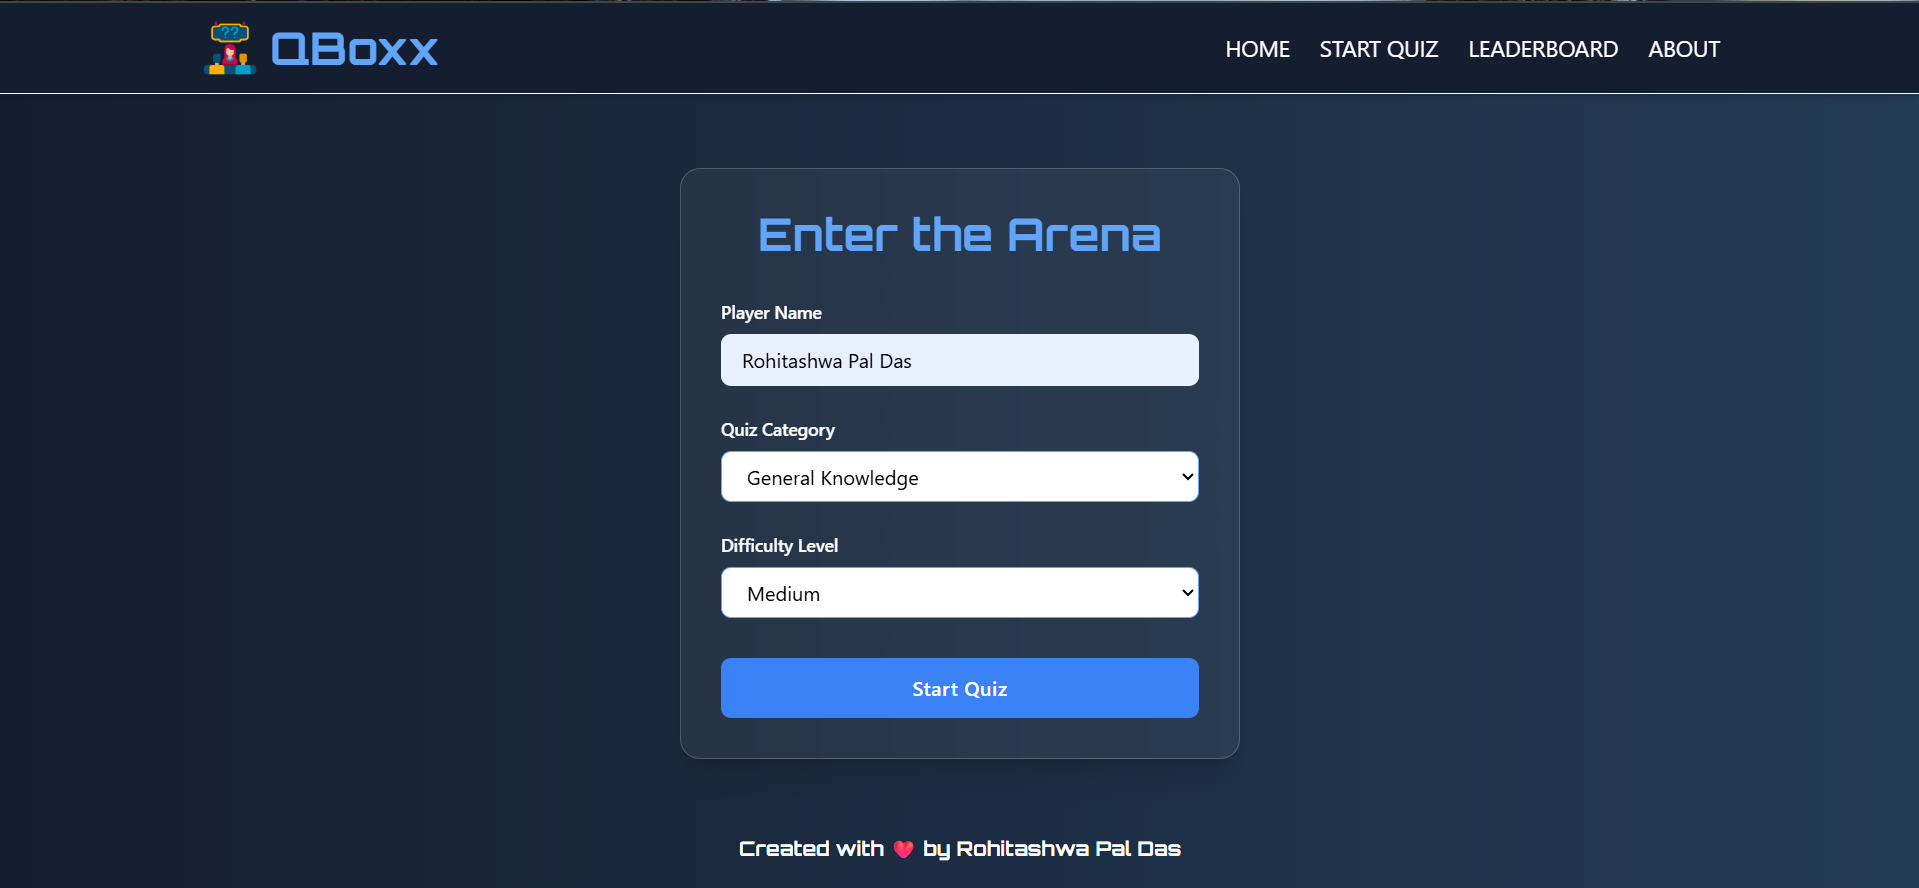 ??
QBoxx
HOME START QUIZ LEADERBOARD ABOUT
Enter the Arena
Player Name
Rohitashwa Pal Das
Quiz Category
General Knowledge
Difficulty Level
Medium
Start Quiz
Created with ❤️ by Rohitashwa Pal Das